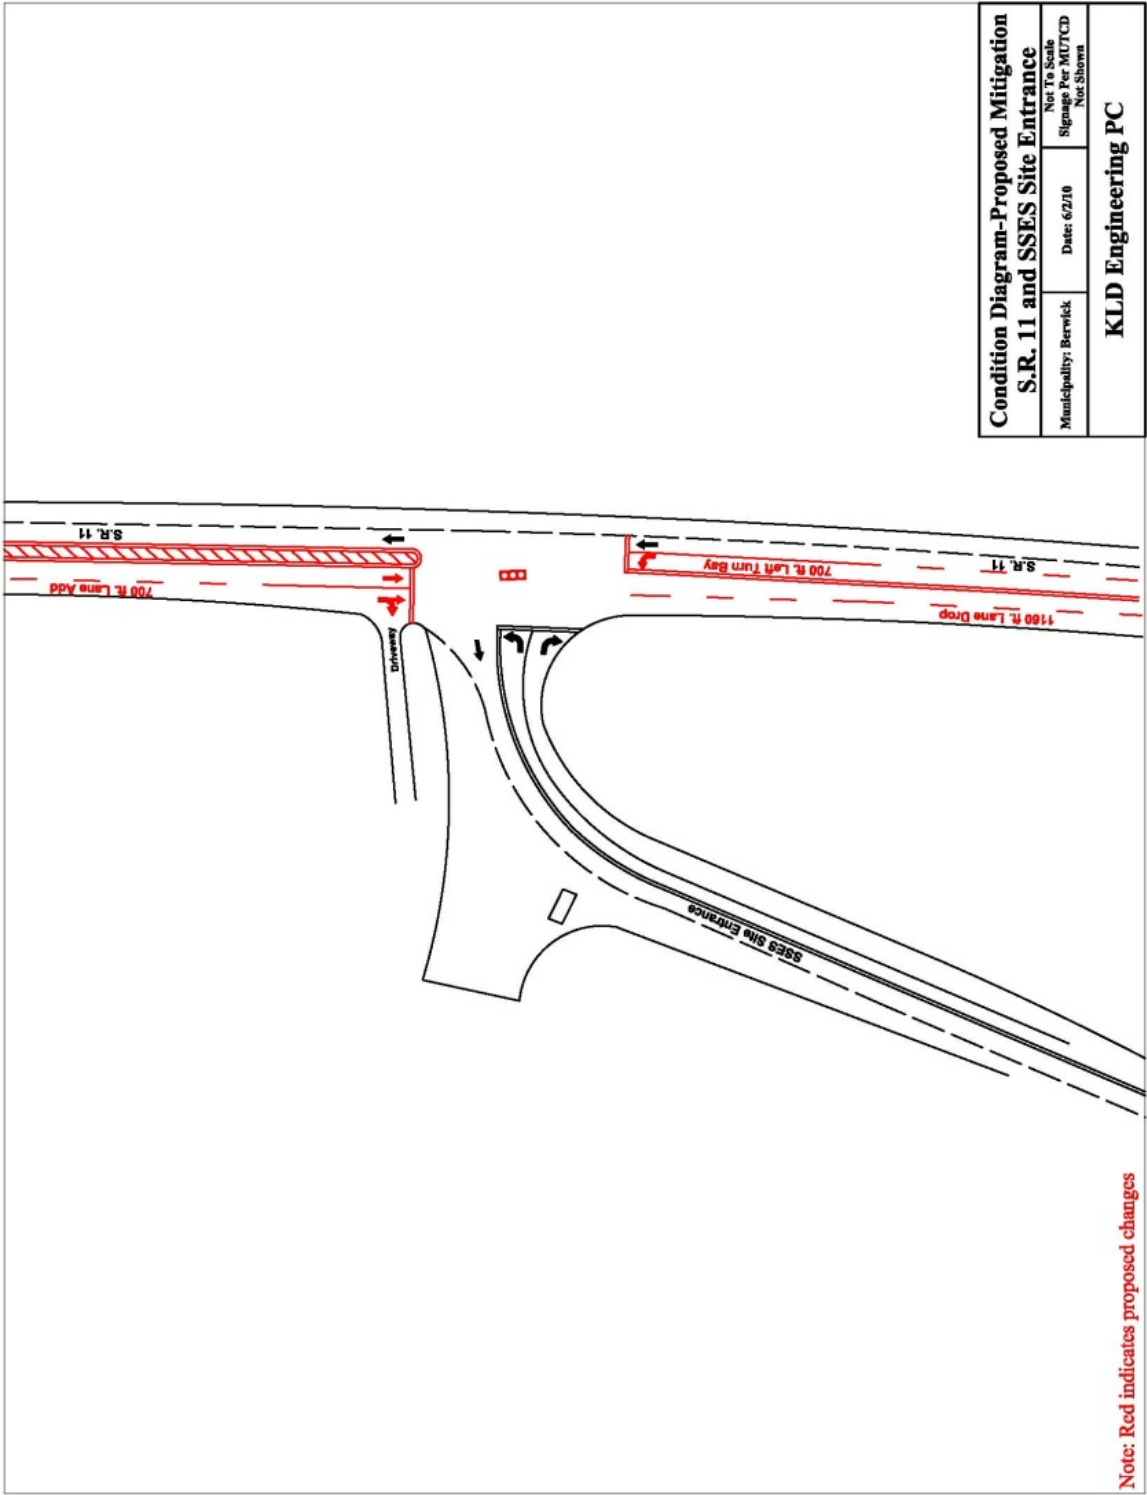 Condition Diagram-Proposed Mitigation
S.R. 11 and SSES Site Entrance
Municipality: Berwick
Date: 6/2/10
Not To Scale
Signage Per MUTCD
Not Shown
KLD Engineering PC
S.R. 11
700 ft. Lane Add
Driveway
700 ft. Left Turn Bay
S.R. 11
1160 ft. Lane Drop
SSES Site Entrance
Note: Red indicates proposed changes